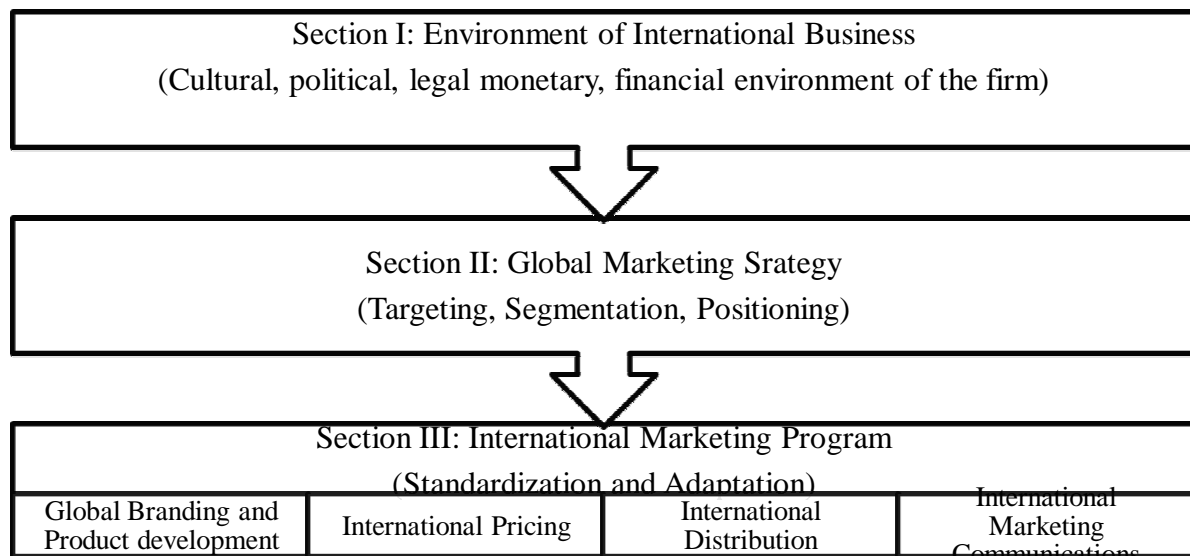 Section I: Environment of International Business
(Cultural, political, legal monetary, financial environment of the firm)
Section II: Global Marketing Srategy
(Targeting, Segmentation, Positioning)
Section III: International Marketing Program
(Standardization and Adaptation)
Global Branding and
Product development
International Pricing
International
Distribution
International
Marketing
Communications